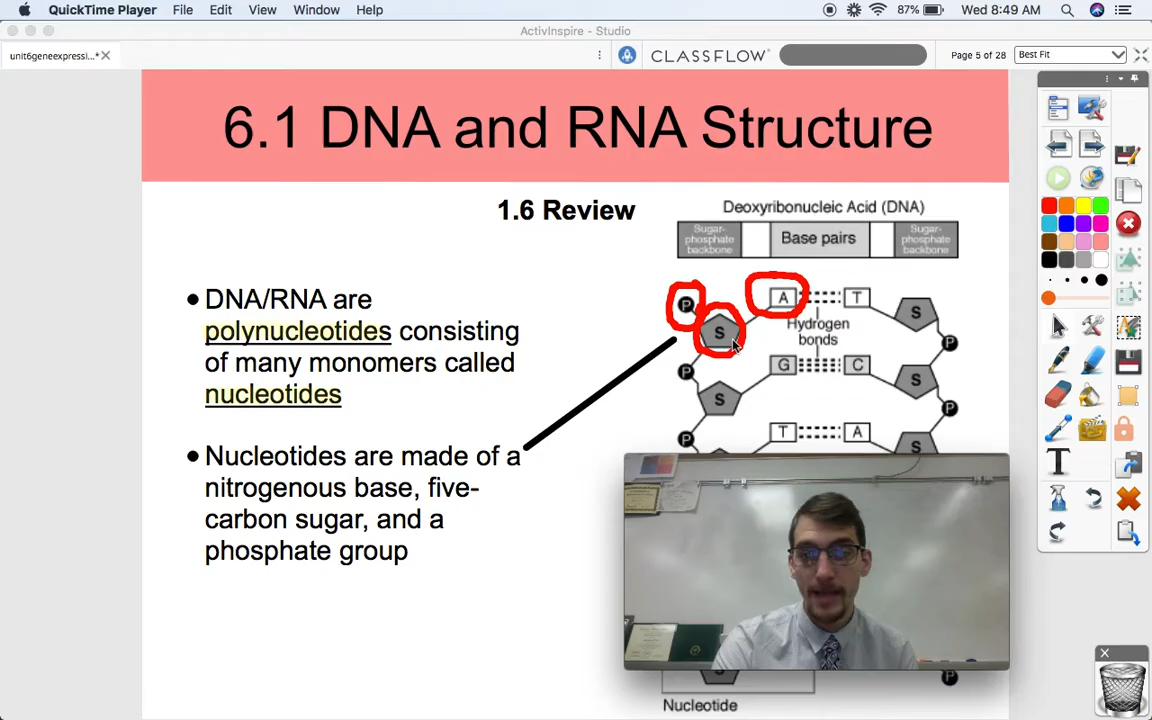 QuickTime Player File Edit View Window Help 87% Wed 8:49 AM
ActivInspire - Studio
unit6geneexpressi...*
CLASSFLOW
Page 5 of 28
Best Fit
6.1 DNA and RNA Structure
1.6 Review
DNA/RNA are
polynucleotides consisting
of many monomers called
nucleotides
Nucleotides are made of a
nitrogenous base, five-
carbon sugar, and a
phosphate group
Deoxyribonucleic Acid (DNA)
Sugar-
phosphate
backbone
Base pairs
Sugar-
phosphate
backbone
P A T
S S
Hydrogen
bonds
P
P G C
S S
P
P T A
S
P
Nucleotide
T